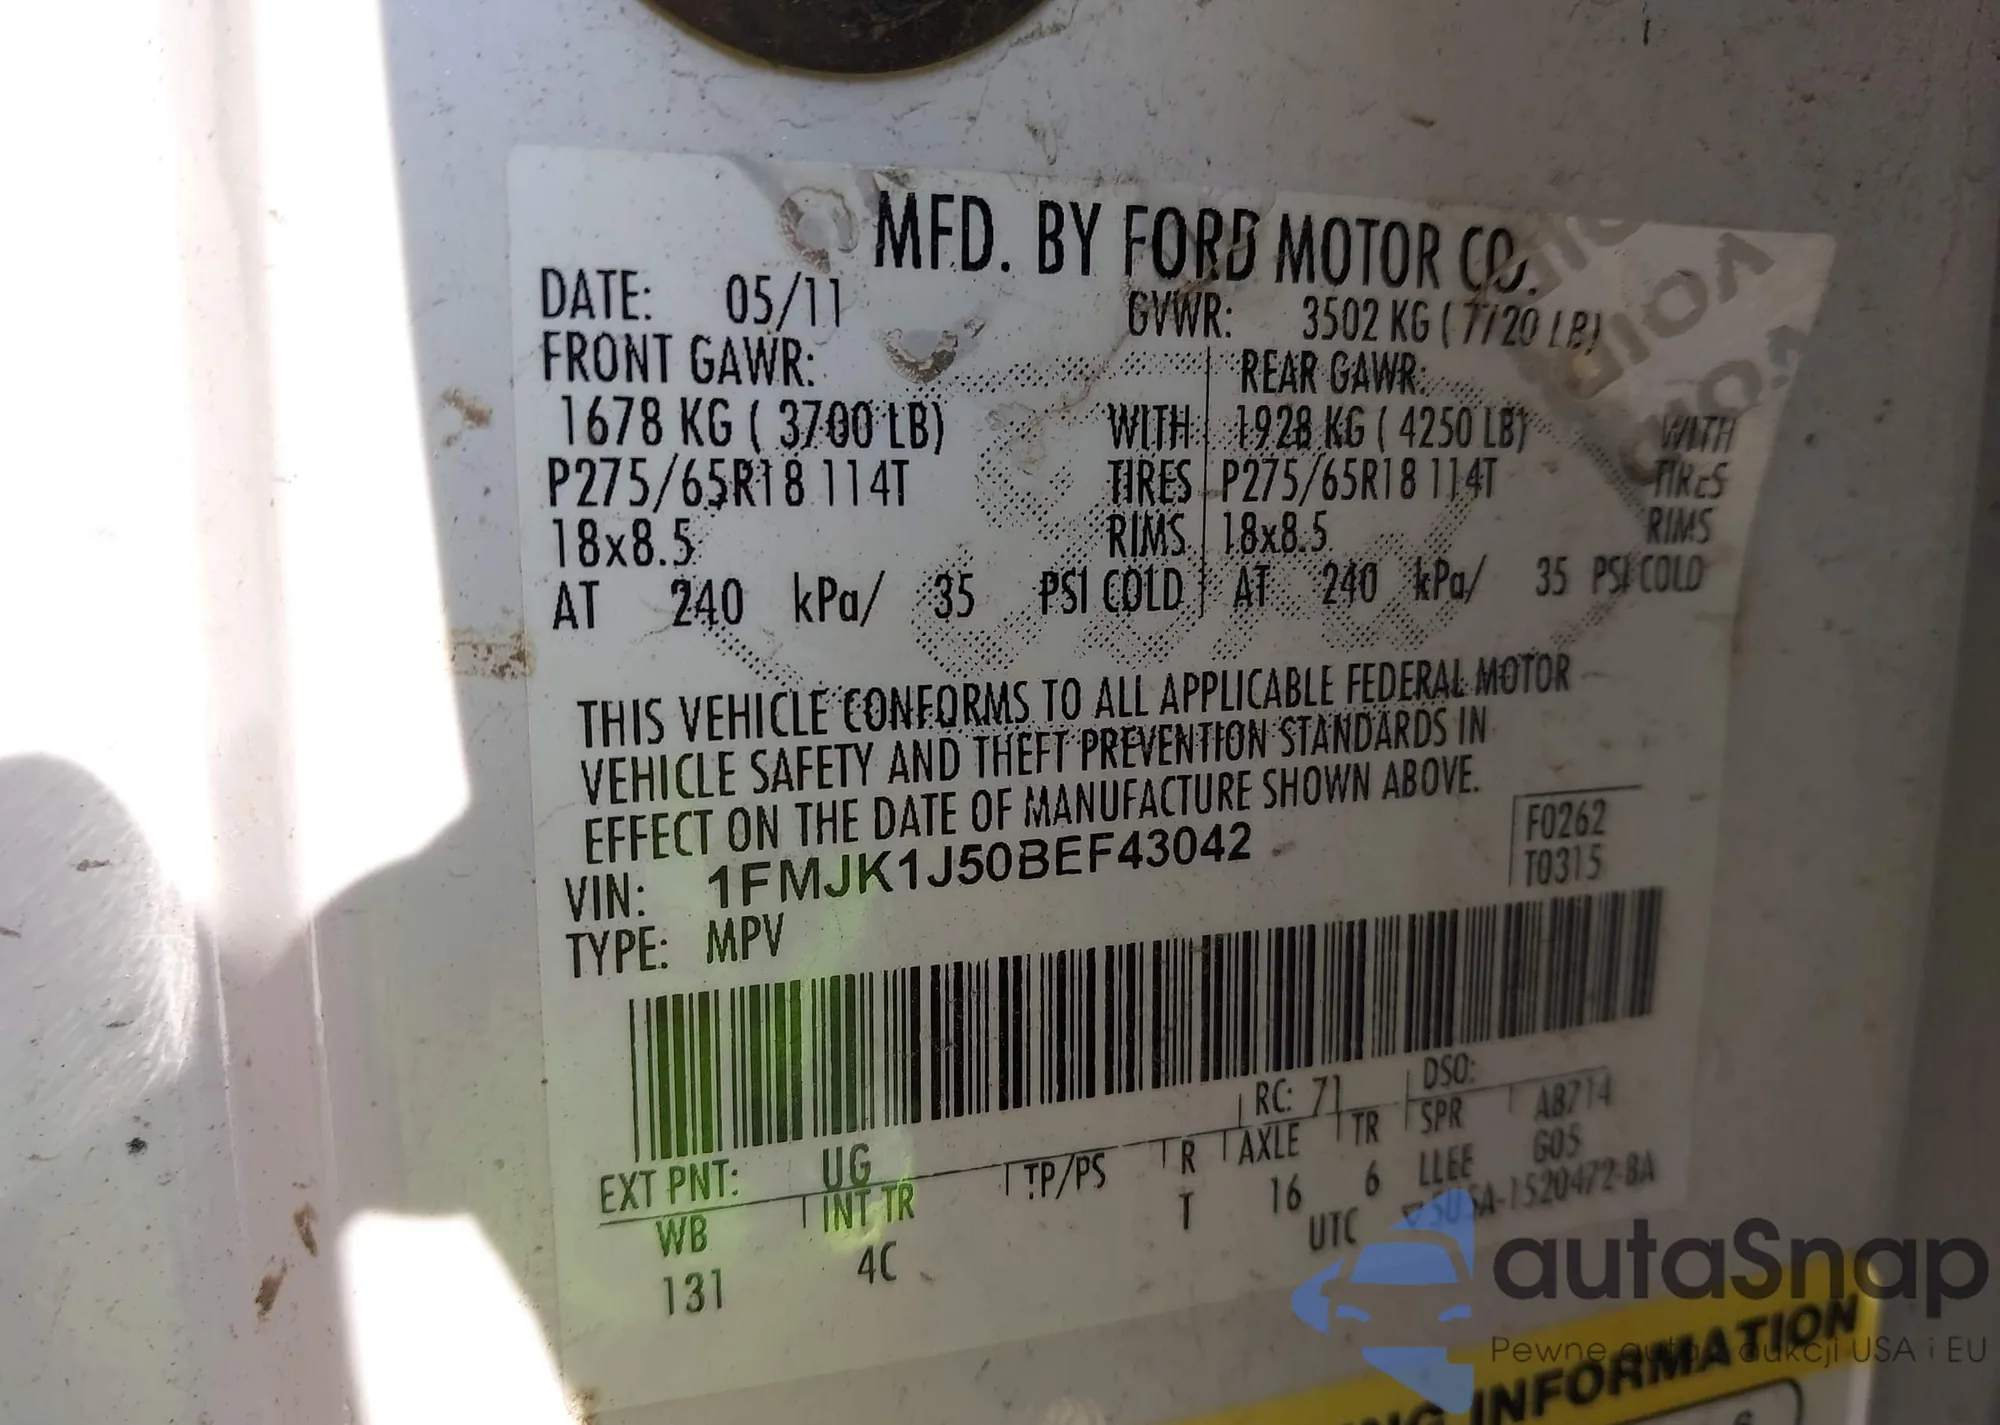 MFD. BY FORD MOTOR CO.
DATE: 05/11 GVWR: 3502 KG ( 7720 LB)
FRONT GAWR: REAR GAWR:
1678 KG ( 3700 LB) WITH 1928 KG ( 4250 LB) WITH
P275/65R18 114T TIRES P275/65R18 114T TIRES
18x8.5 RIMS 18x8.5 RIMS
AT 240 kPa/ 35 PSI COLD AT 240 kPa/ 35 PSI COLD
VOID
THIS VEHICLE CONFORMS TO ALL APPLICABLE FEDERAL MOTOR
VEHICLE SAFETY AND THEFT PREVENTION STANDARDS IN
EFFECT ON THE DATE OF MANUFACTURE SHOWN ABOVE.
F0262
T0315
VIN: 1FMJK1J50BEF43042
TYPE: MPV
RC: 71 DSO:
EXT PNT: UG
WB INT TR TP/PS R AXLE TR SPR AB714
131 4C T 16 6 LLEE G05
UTC
autaSnap
Pewne auta z aukcji USA i EU
INFORMATION